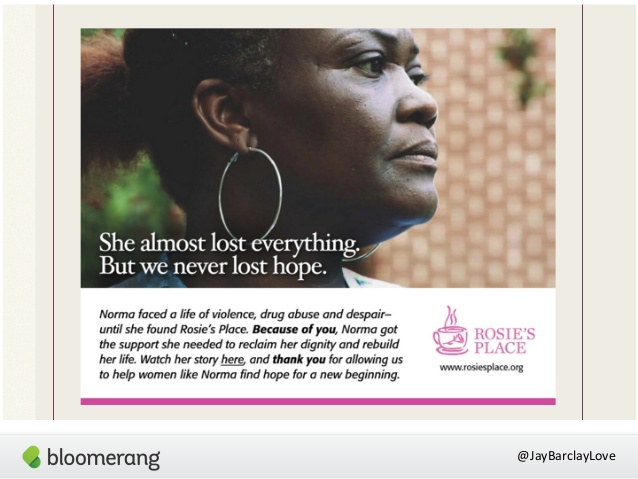 She almost lost everything.
But we never lost hope.
Norma faced a life of violence, drug abuse and despair--
until she found Rosie's Place. Because of you, Norma got
the support she needed to reclaim her dignity and rebuild
her life. Watch her story here, and thank you for allowing us
to help women like Norma find hope for a new beginning.
ROSIE'S
PLACE
www.rosiesplace.org
bloomerang
@JayBarclayLove